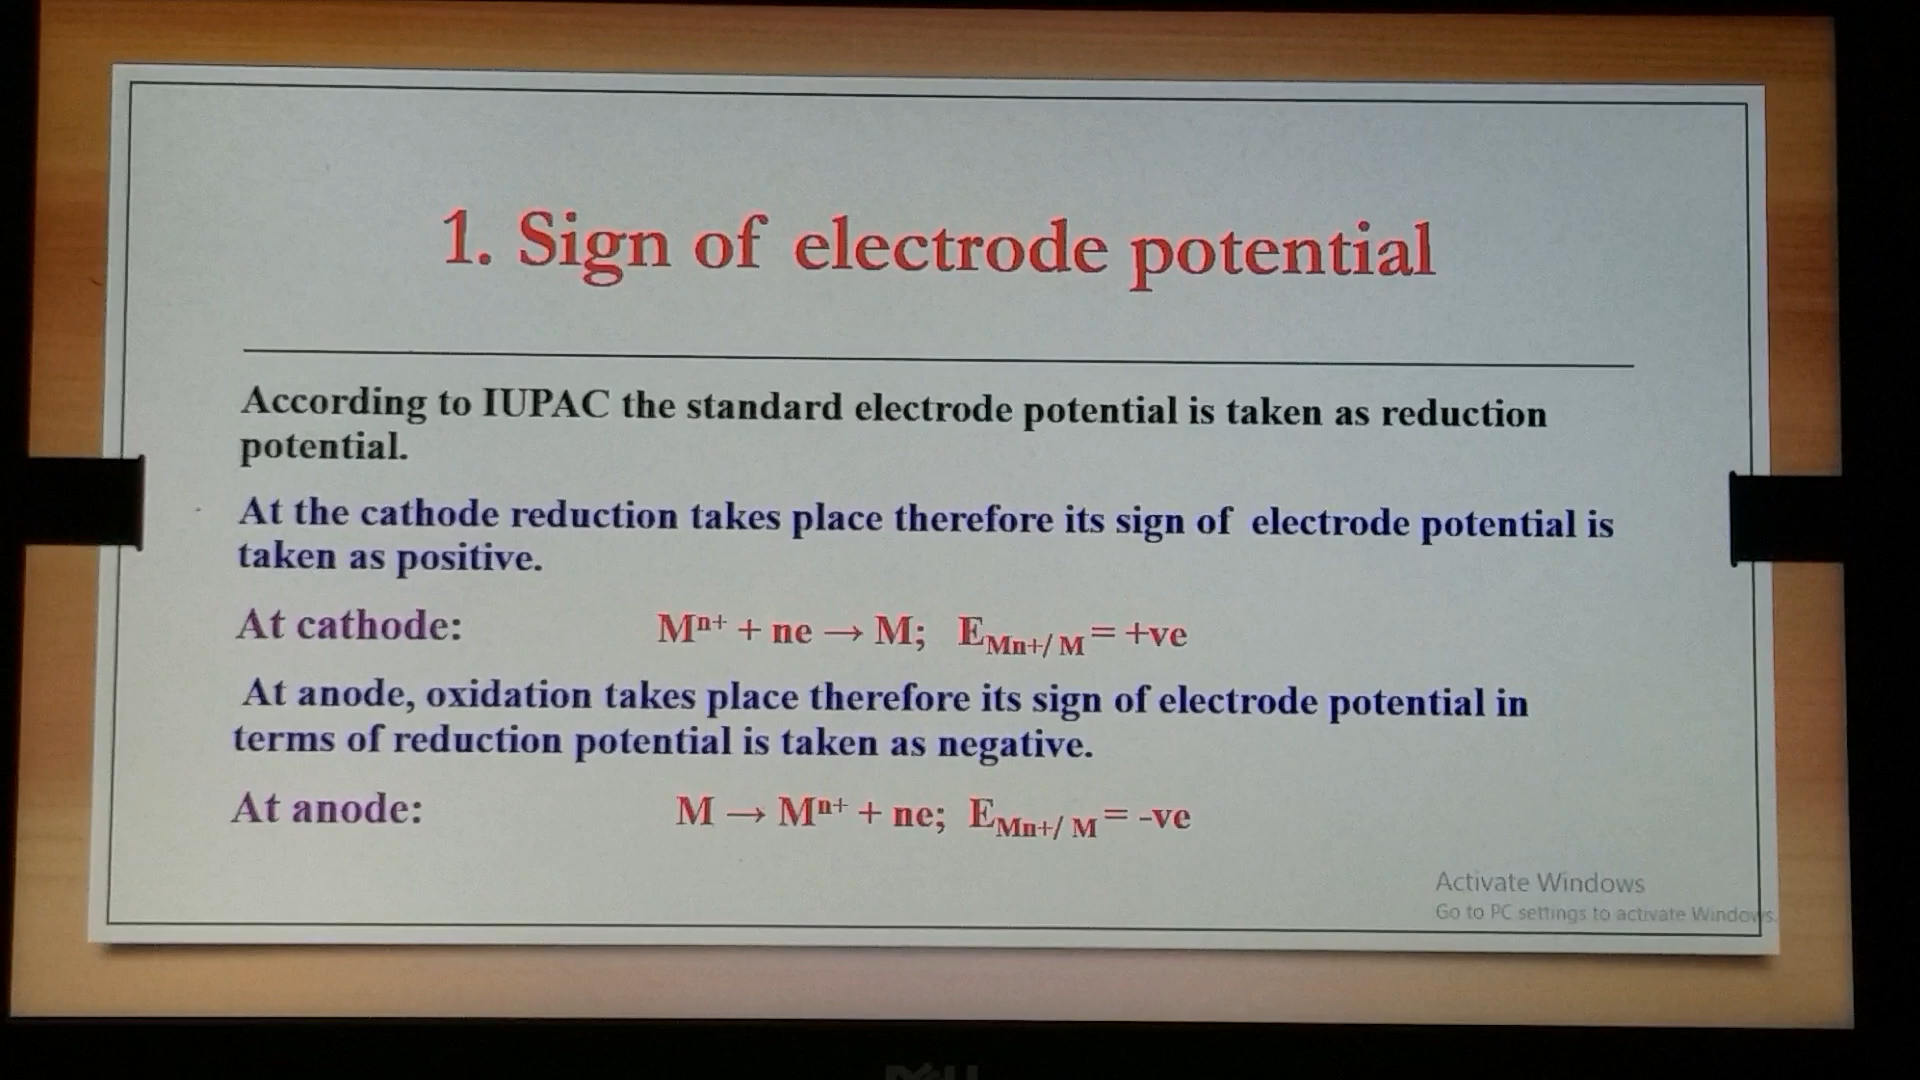 1. Sign of electrode potential
According to IUPAC the standard electrode potential is taken as reduction
potential.
At the cathode reduction takes place therefore its sign of electrode potential is
taken as positive.
At cathode: Mⁿ⁺ + ne → M; E Mn+/ M = +ve
At anode, oxidation takes place therefore its sign of electrode potential in
terms of reduction potential is taken as negative.
At anode: M → Mⁿ⁺ + ne; E Mn+/ M = -ve
Activate Windows
Go to PC settings to activate Windows.